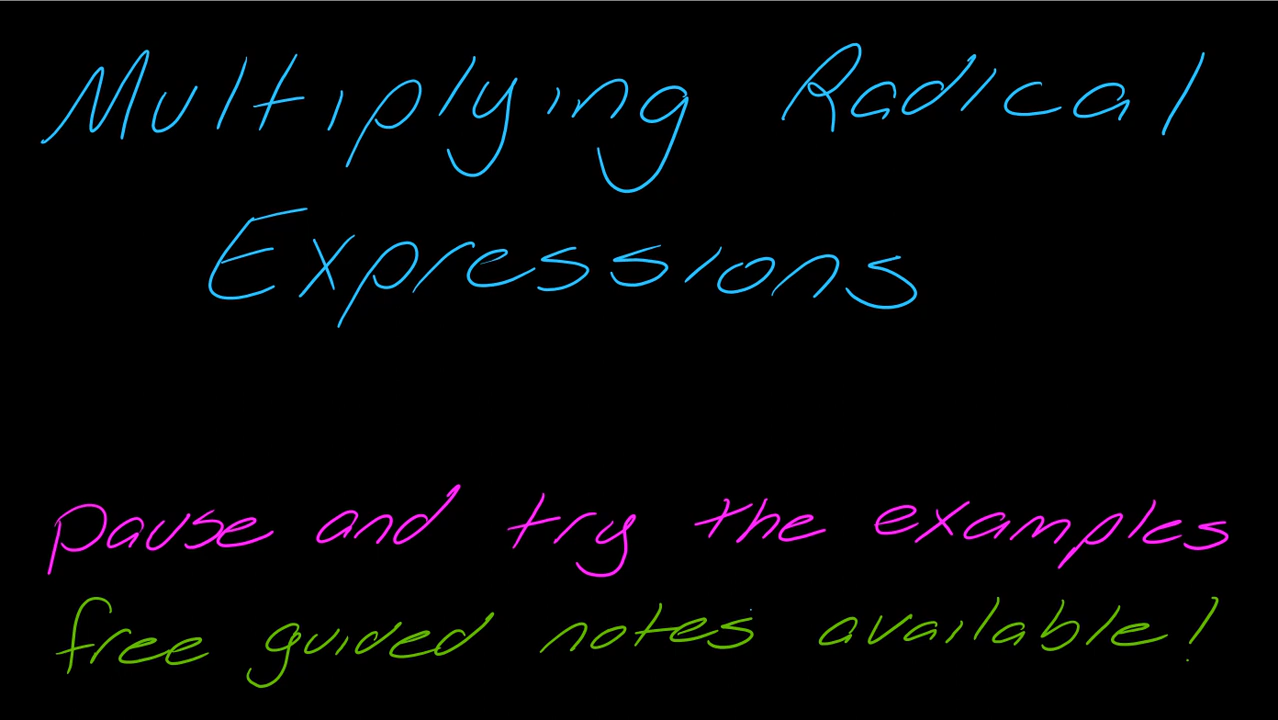 Multiplying Radical
Expressions
pause and try the examples
free guided notes available!